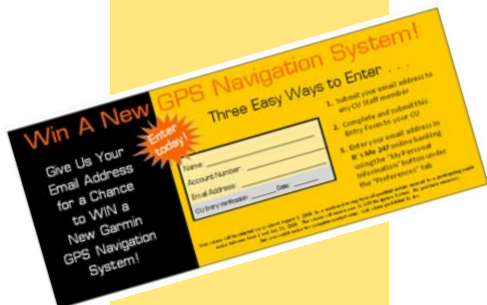 Win A New GPS Navigation System!
Give Us Your
Email Address
for a Chance
to WIN a
New Garmin
GPS Navigation
System!
Enter
today!
Three Easy Ways to Enter . . .
Name:
Account Number:
Email Address:
CU Entry Verification: Date:
1. Submit your email address to
any CU Staff member
2. Complete and submit this
Entry Form to your CU
3. Enter your email address in
It's Me 247 online banking
using the "My Personal
Information" button under
the "Preferences" tab